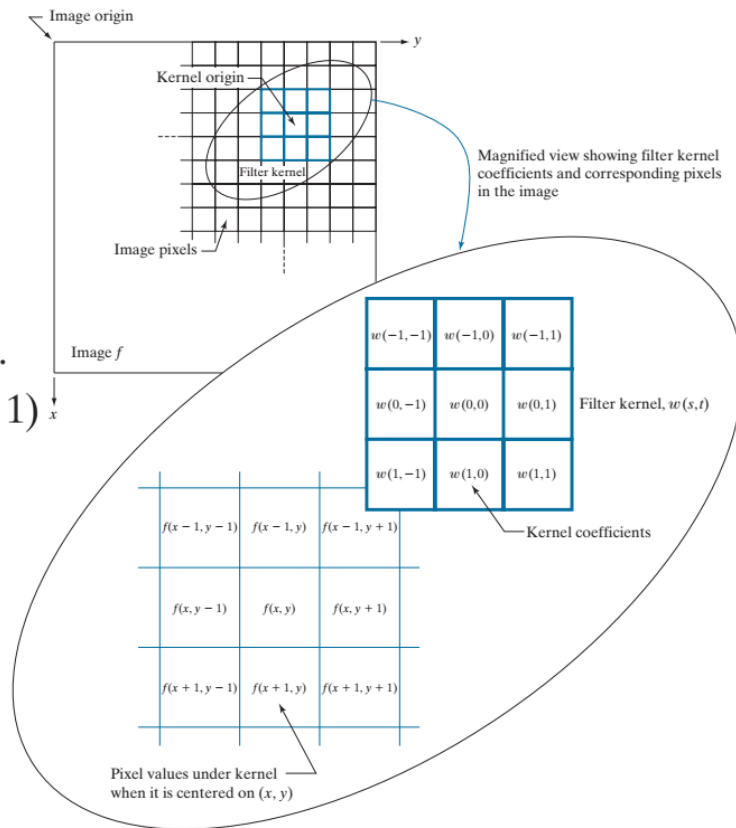 Image origin
y
Kernel origin
Magnified view showing filter kernel
coefficients and corresponding pixels
in the image
Filter kernel
Image pixels
Image f
.
1)
x
w(−1,−1) w(−1,0) w(−1,1)
w(0,−1) w(0,0) w(0,1)
Filter kernel, w(s,t)
w(1,−1) w(1,0) w(1,1)
Kernel coefficients
f(x − 1, y − 1) f(x − 1, y) f(x − 1, y + 1)
f(x, y − 1) f(x, y) f(x, y + 1)
f(x + 1, y − 1) f(x + 1, y) f(x + 1, y + 1)
Pixel values under kernel
when it is centered on (x, y)